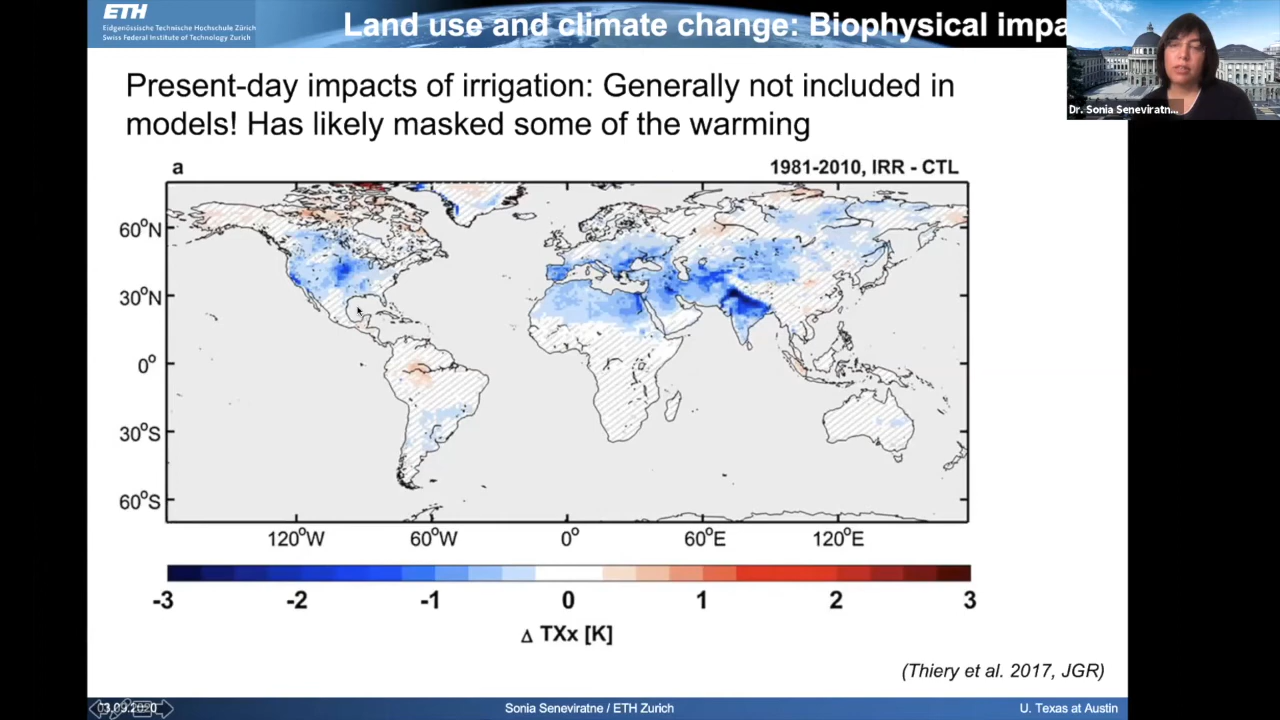 ETH
Eidgenössische Technische Hochschule Zürich
Swiss Federal Institute of Technology Zurich
Land use and climate change: Biophysical impa
Dr. Sonia Seneviratn...
Present-day impacts of irrigation: Generally not included in
models! Has likely masked some of the warming
a
1981-2010, IRR - CTL
60°N
30°N
0°
30°S
60°S
120°W 60°W 0° 60°E 120°E
-3 -2 -1 0 1 2 3
Δ TXx [K]
(Thiery et al. 2017, JGR)
03.09.2020
Sonia Seneviratne / ETH Zurich
U. Texas at Austin